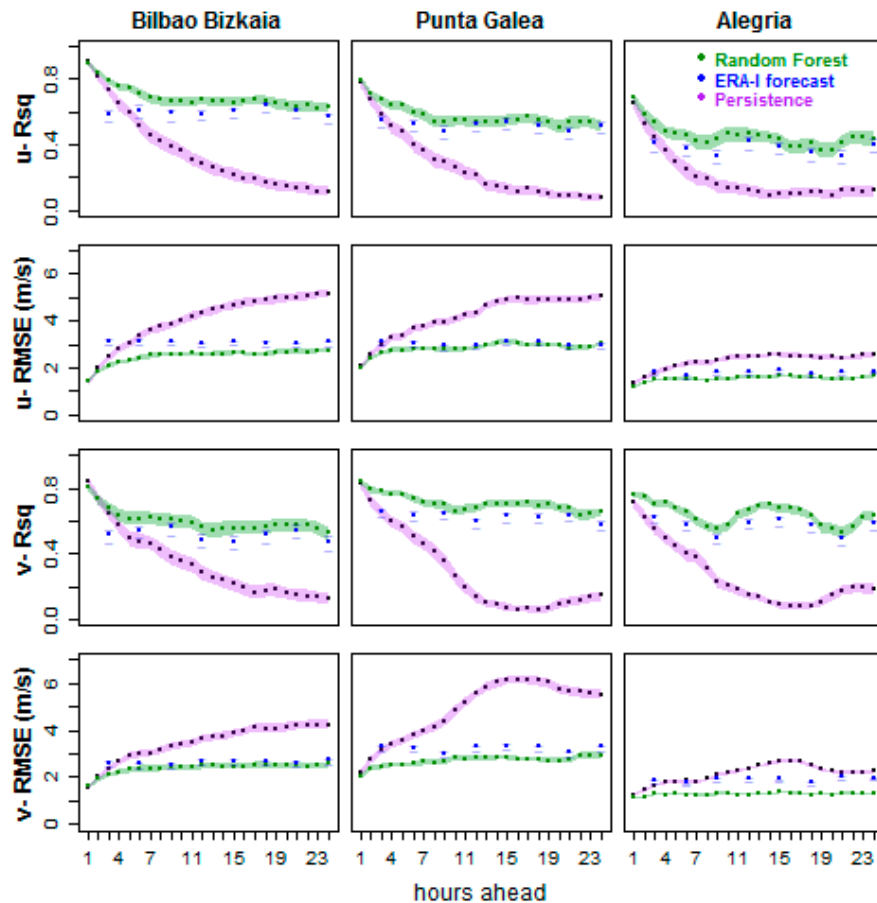 Bilbao Bizkaia Punta Galea Alegria
Random Forest
ERA-I forecast
Persistence
u- Rsq
0.8
0.4
0.0
u- RMSE (m/s)
6
4
2
0
v- Rsq
0.8
0.4
0.0
v- RMSE (m/s)
6
4
2
0
1 4 7 11 15 19 23 1 4 7 11 15 19 23 1 4 7 11 15 19 23
hours ahead